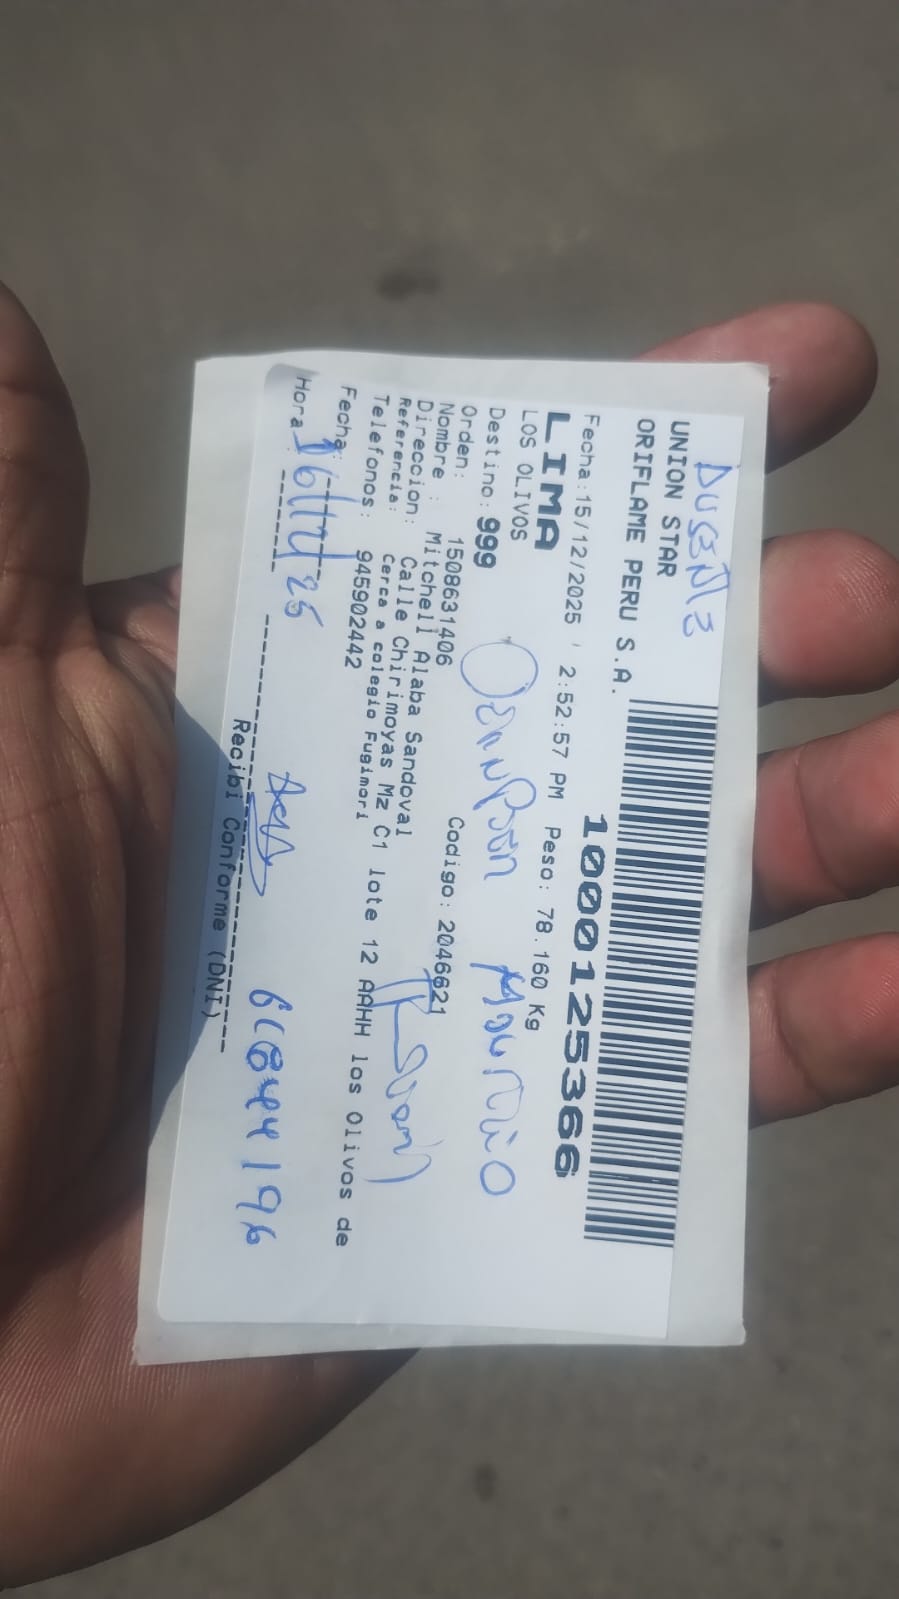 UNION STAR
ORIFLAME PERU S.A.
1000125366
Fecha:15/12/2025 ' 2:52:57 PM Peso: 78.160 Kg
LIMA
LOS OLIVOS
Destino: 999
Orden: 1508631406 Codigo: 2046621
Nombre : Mitchell Alaba Sandoval
Direccion: Calle Chirimoyas Mz C1 lote 12 AAHH los Olivos de
Referencia: Cerca a colegio Fugimori
Telefonos: 945902442
Fecha:
Hora
Recibi Conforme (DNI)